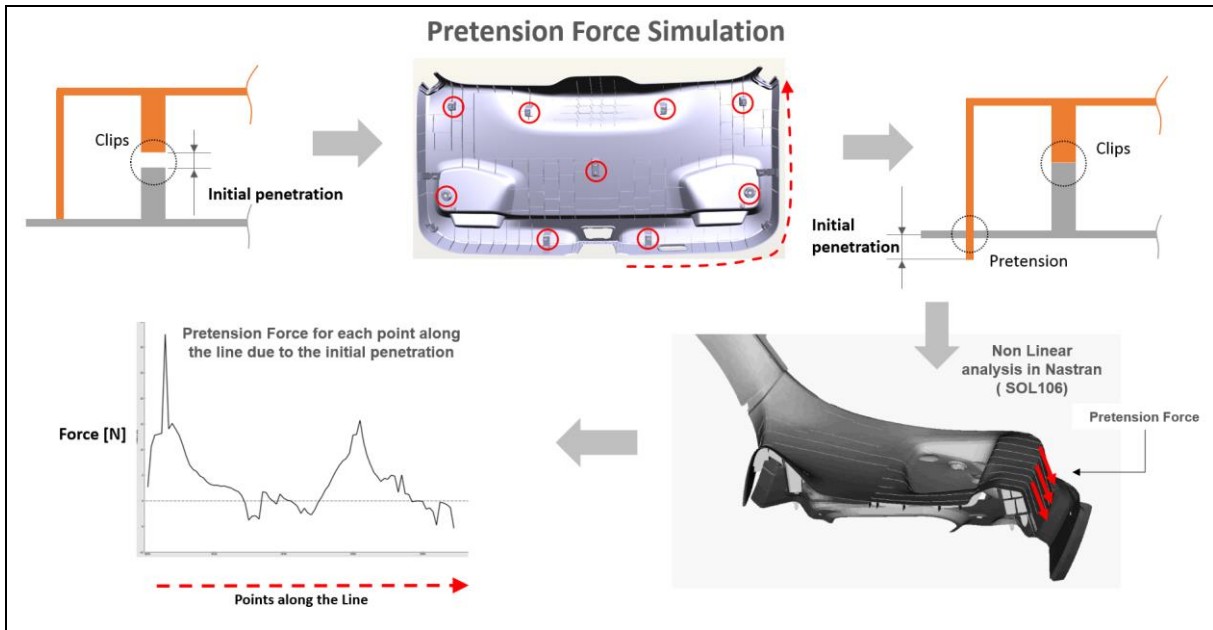 Pretension Force Simulation
Clips
Initial penetration
Clips
Initial
penetration
Pretension
Non Linear
analysis in Nastran
( SOL106)
Pretension Force
Pretension Force for each point along
the line due to the initial penetration
Force [N]
Points along the Line